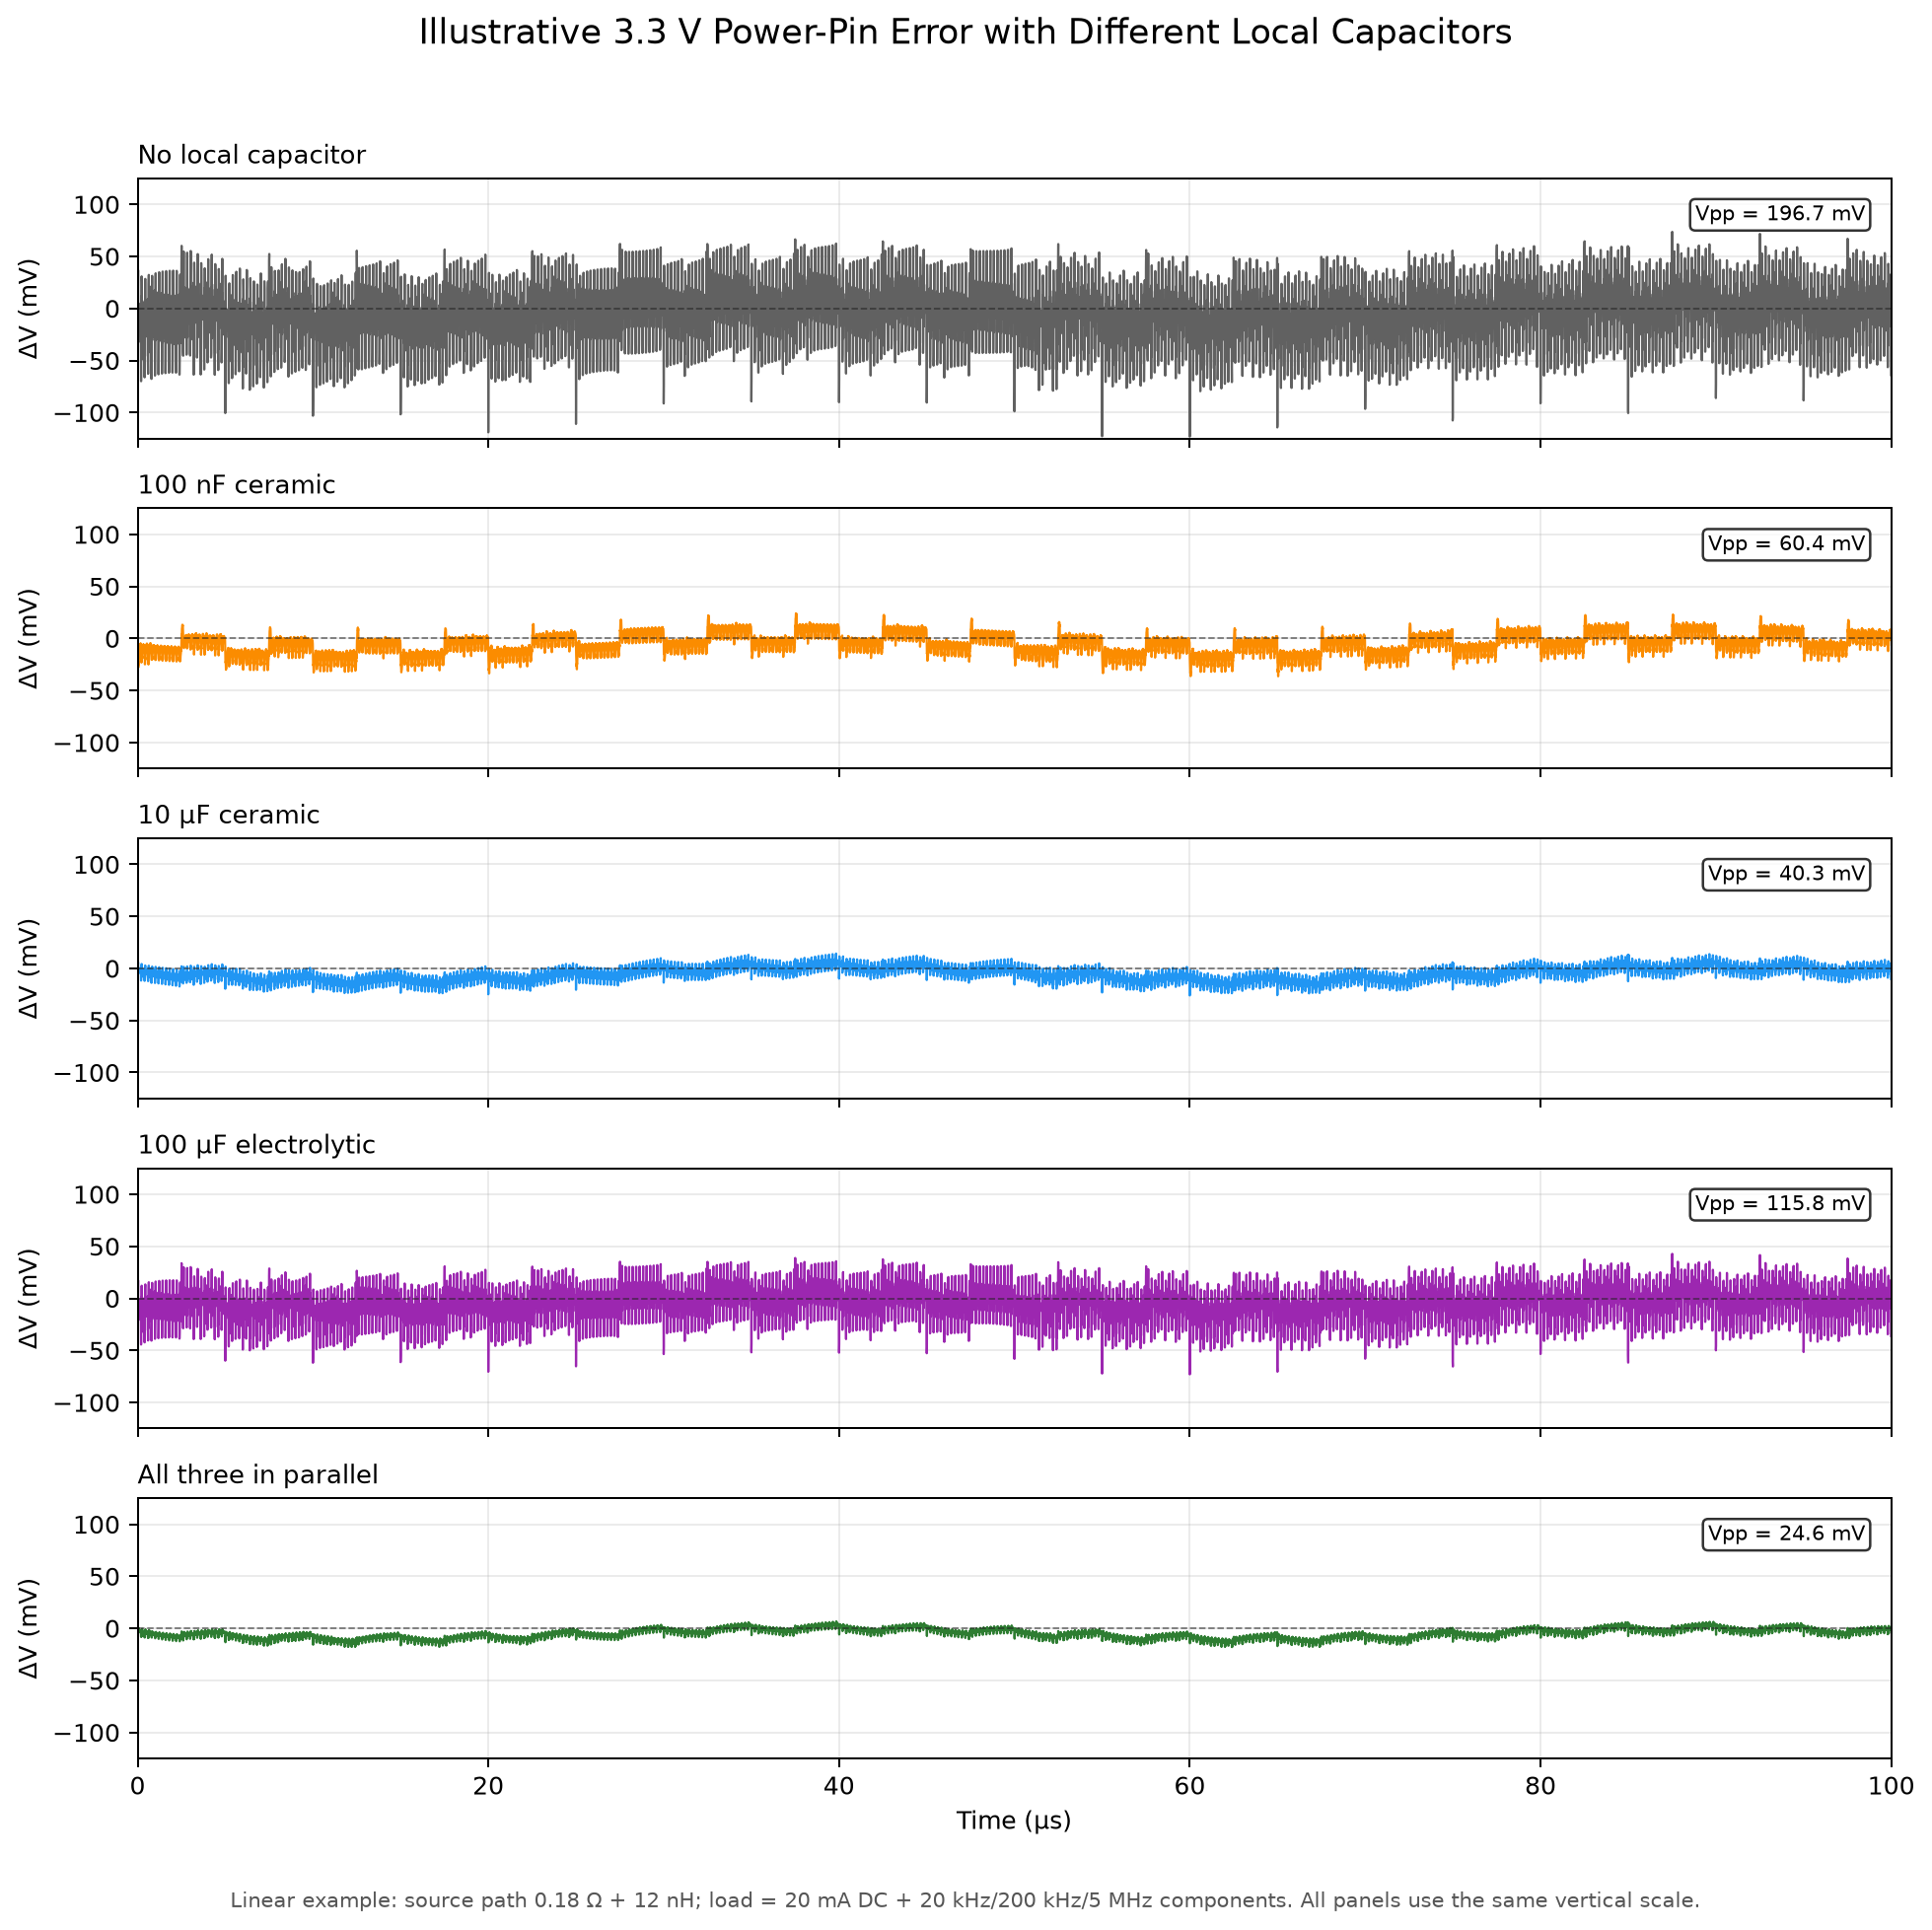 Illustrative 3.3 V Power-Pin Error with Different Local Capacitors
No local capacitor
Vpp = 196.7 mV
100
50
0
−50
−100
ΔV (mV)
100 nF ceramic
Vpp = 60.4 mV
100
50
0
−50
−100
ΔV (mV)
10 µF ceramic
Vpp = 40.3 mV
100
50
0
−50
−100
ΔV (mV)
100 µF electrolytic
Vpp = 115.8 mV
100
50
0
−50
−100
ΔV (mV)
All three in parallel
Vpp = 24.6 mV
100
50
0
−50
−100
ΔV (mV)
0 20 40 60 80 100
Time (µs)
Linear example: source path 0.18 Ω + 12 nH; load = 20 mA DC + 20 kHz/200 kHz/5 MHz components. All panels use the same vertical scale.